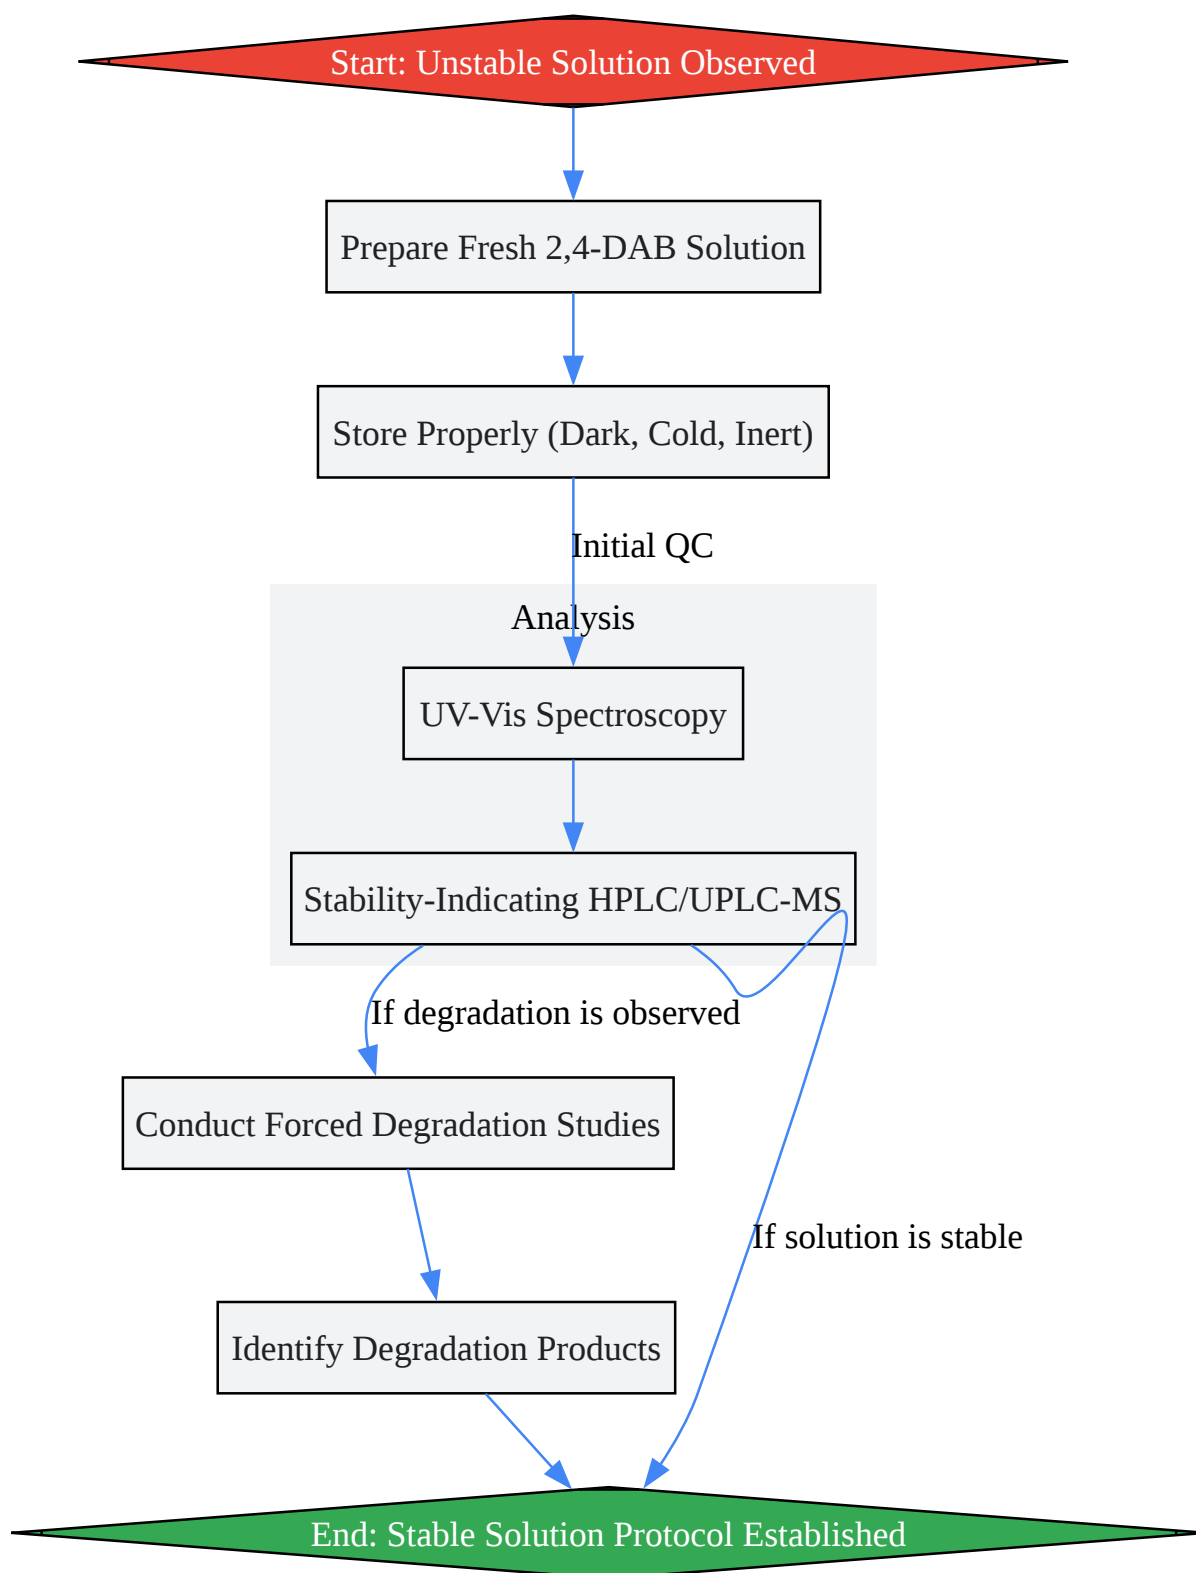 Start: Unstable Solution Observed
Prepare Fresh 2,4-DAB Solution
Store Properly (Dark, Cold, Inert)
Initial QC
Analysis
UV-Vis Spectroscopy
Stability-Indicating HPLC/UPLC-MS
If degradation is observed
Conduct Forced Degradation Studies
If solution is stable
Identify Degradation Products
End: Stable Solution Protocol Established